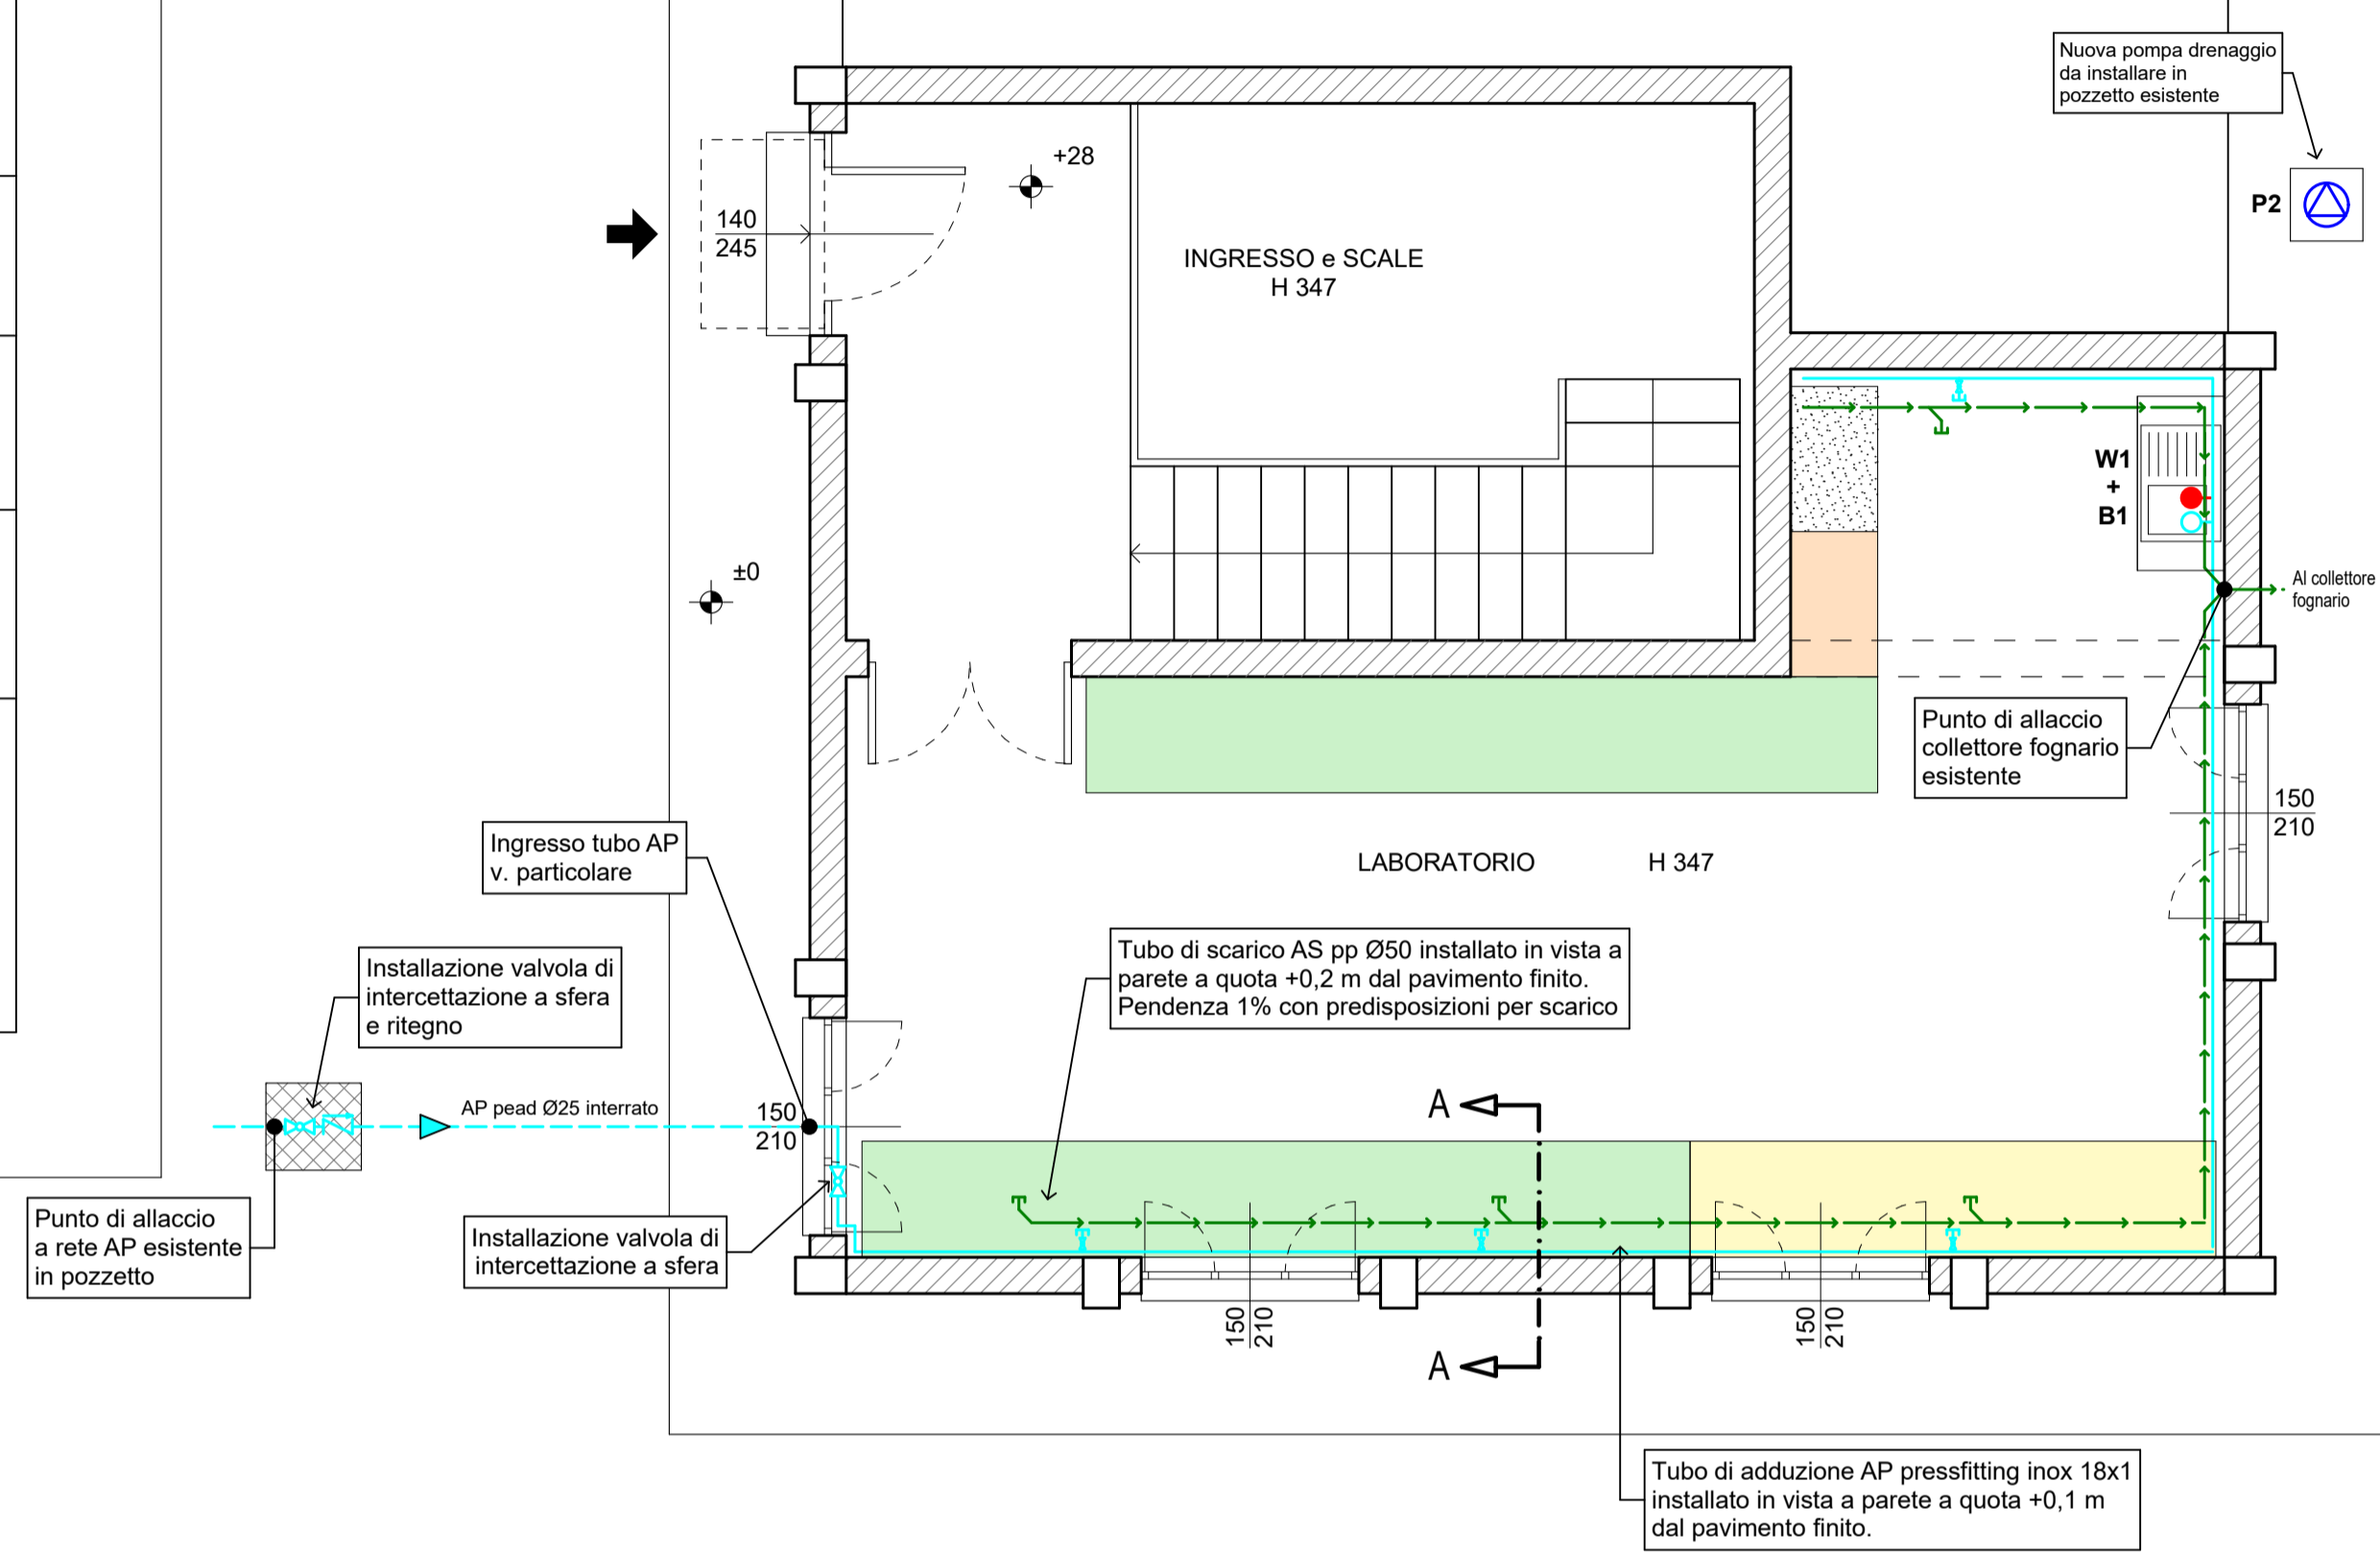 Nuova pompa drenaggio
da installare in
pozzetto esistente
P2
+28
140
245
INGRESSO e SCALE
H 347
W1
+
B1
±0
Al collettore
fognario
Punto di allaccio
collettore fognario
esistente
150
210
Ingresso tubo AP
v. particolare
LABORATORIO
H 347
Tubo di scarico AS pp Ø50 installato in vista a
parete a quota +0,2 m dal pavimento finito.
Pendenza 1% con predisposizioni per scarico
Installazione valvola di
intercettazione a sfera
e ritegno
AP pead Ø25 interrato
150
210
A
Punto di allaccio
a rete AP esistente
in pozzetto
Installazione valvola di
intercettazione a sfera
150
210
150
210
A
Tubo di adduzione AP pressfitting inox 18x1
installato in vista a parete a quota +0,1 m
dal pavimento finito.